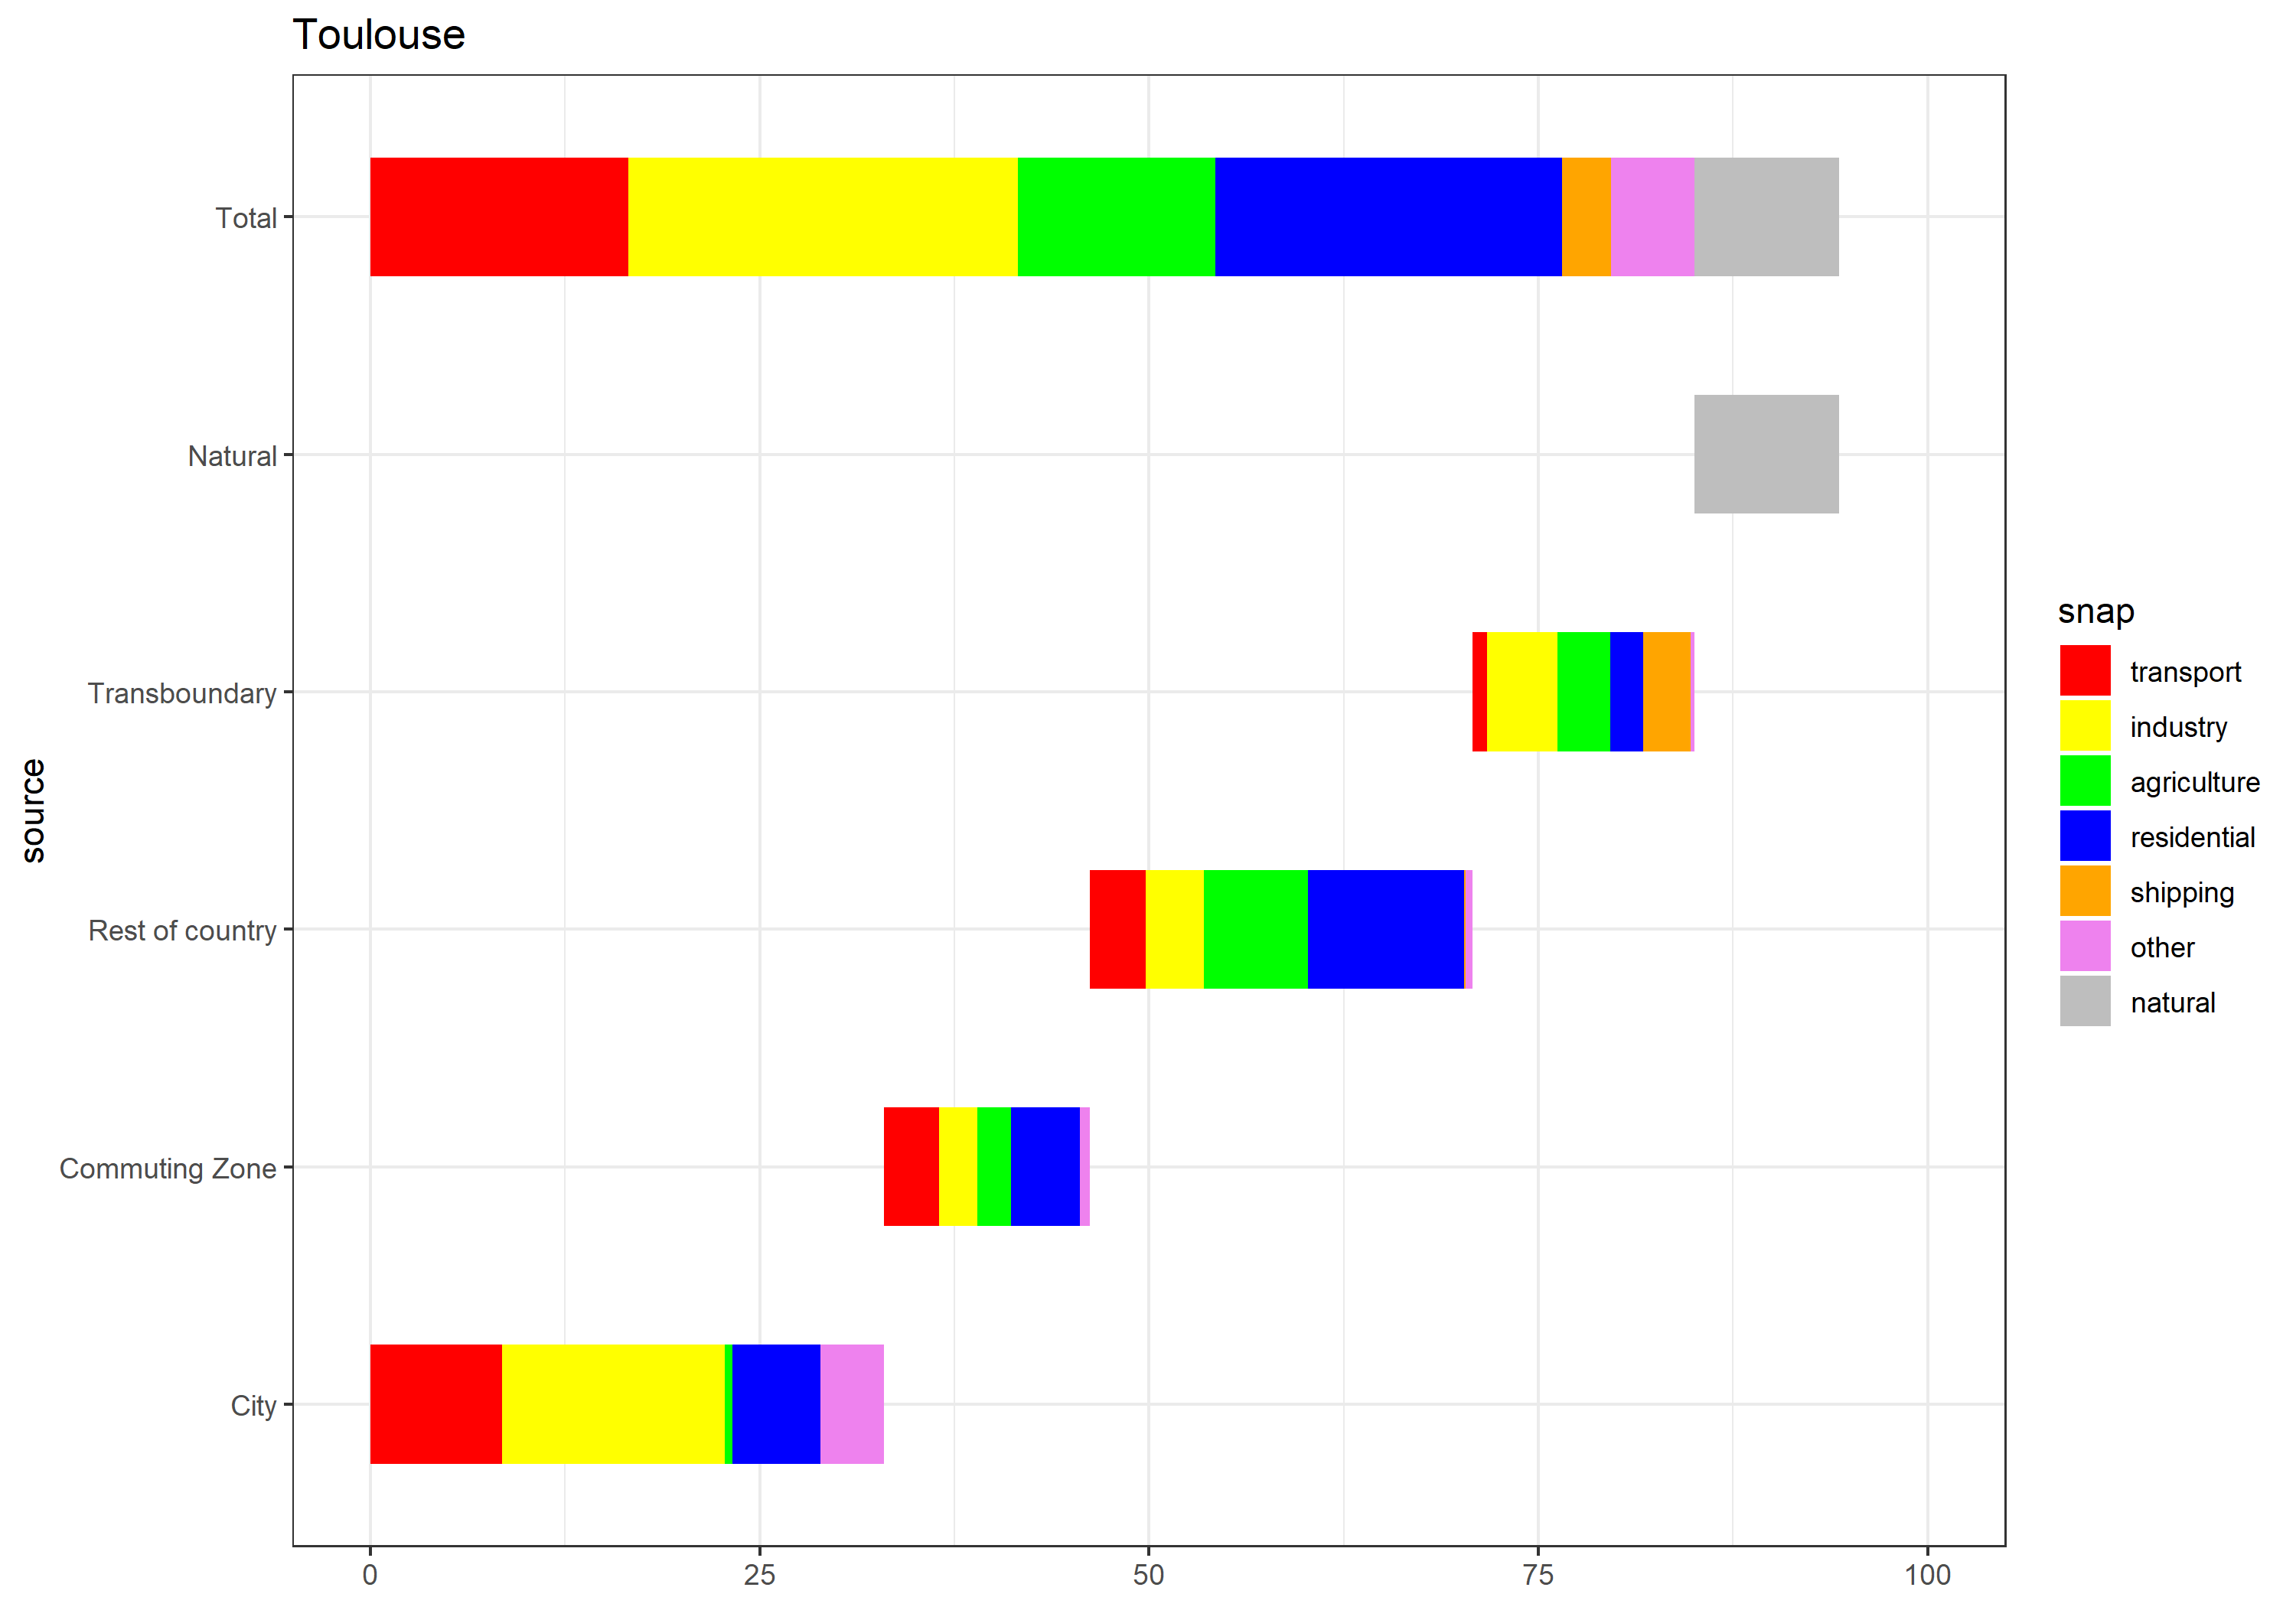 Toulouse
Total
Natural
Transboundary
Rest of country
Commuting Zone
City
source
0 25 50 75 100
snap
transport
industry
agriculture
residential
shipping
other
natural